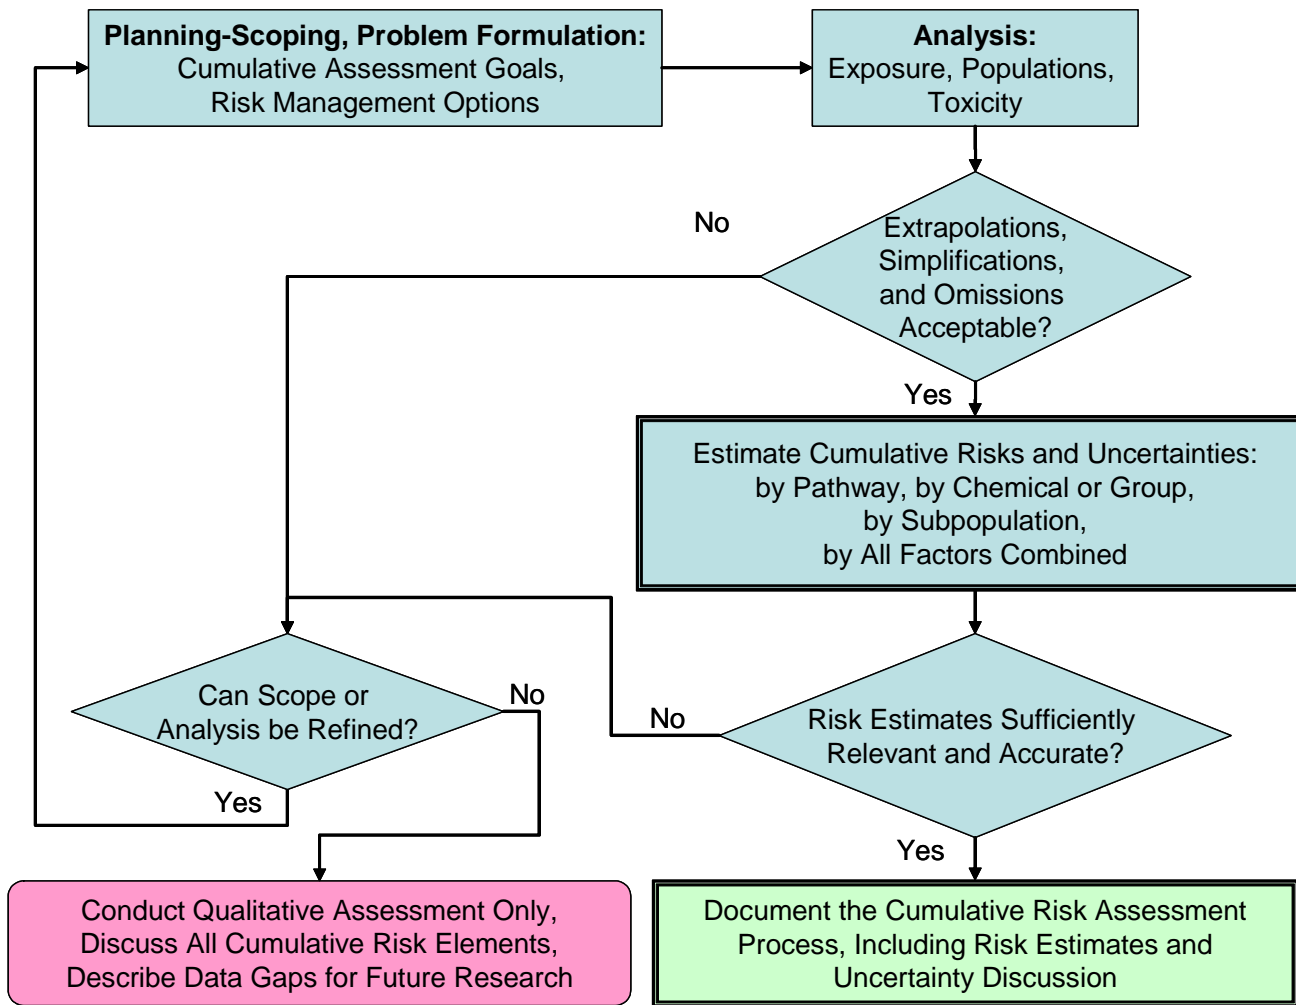 Planning-Scoping, Problem Formulation:
Cumulative Assessment Goals,
Risk Management Options
Analysis:
Exposure, Populations,
Toxicity
No
Extrapolations,
Simplifications,
and Omissions
Acceptable?
Yes
Estimate Cumulative Risks and Uncertainties:
by Pathway, by Chemical or Group,
by Subpopulation,
by All Factors Combined
Can Scope or
Analysis be Refined?
No
No
Risk Estimates Sufficiently
Relevant and Accurate?
Yes
Yes
Conduct Qualitative Assessment Only,
Discuss All Cumulative Risk Elements,
Describe Data Gaps for Future Research
Document the Cumulative Risk Assessment
Process, Including Risk Estimates and
Uncertainty Discussion